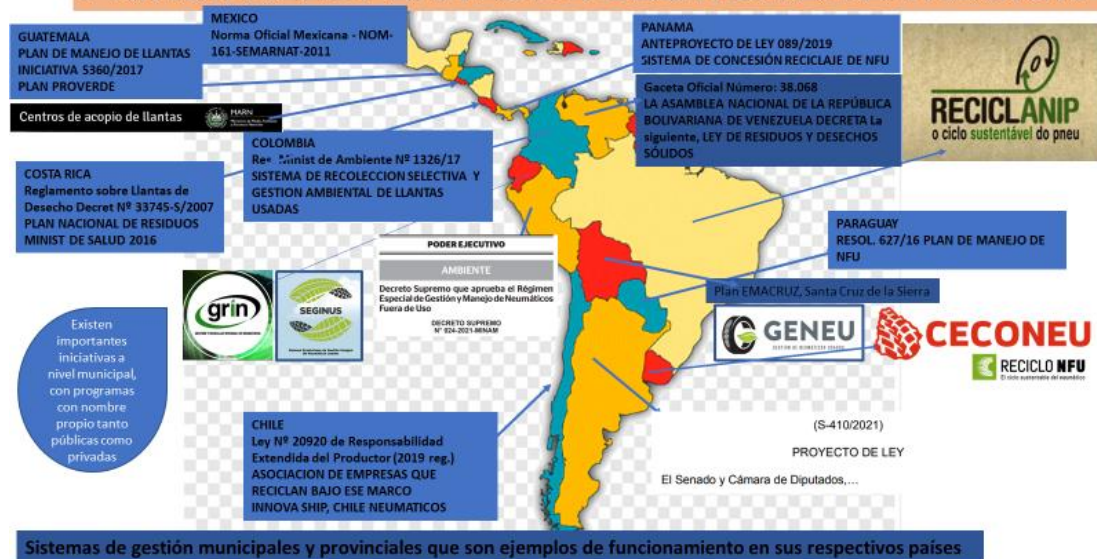 GUATEMALA
PLAN DE MANEJO DE LLANTAS
INICIATIVA 5360/2017
PLAN PROVERDE
MEXICO
Norma Oficial Mexicana - NOM-
161-SEMARNAT-2011
PANAMA
ANTEPROYECTO DE LEY 089/2019
SISTEMA DE CONCESIÓN RECICLAJE DE NFU
Gaceta Oficial Número: 38.068
LA ASAMBLEA NACIONAL DE LA REPÚBLICA
BOLIVARIANA DE VENEZUELA DECRETA La
siguiente, LEY DE RESIDUOS Y DESECHOS
SÓLIDOS
RECICLANIP
o ciclo sustentável do pneu
Centros de acopio de llantas
MARN
COLOMBIA
Minist de Ambiente Nº 1326/17
SISTEMA DE RECOLECCION SELECTIVA Y
GESTION AMBIENTAL DE LLANTAS
USADAS
COSTA RICA
Reglamento sobre Llantas de
Desecho Decret Nº 33745-S/2007
PLAN NACIONAL DE RESIDUOS
MINIST DE SALUD 2016
PARAGUAY
RESOL. 627/16 PLAN DE MANEJO DE
NFU
PODER EJECUTIVO
AMBIENTE
Decreto Supremo que aprueba el Régimen
Especial de Gestión y Manejo de Neumáticos
Fuera de Uso
DECRETO SUPREMO
N° 024-2021-MINAM
grin
SEGINUS
Plan EMACRUZ, Santa Cruz de la Sierra
GENEU
CECONEU
RECICLO NFU
El ciclo sustentable del neumático
Existen
importantes
iniciativas a
nivel municipal,
con programas
con nombre
propio tanto
públicas como
privadas
CHILE
Ley Nº 20920 de Responsabilidad
Extendida del Productor (2019 reg.)
ASOCIACION DE EMPRESAS QUE
RECICLAN BAJO ESE MARCO
INNOVA SHIP, CHILE NEUMATICOS
(S-410/2021)
PROYECTO DE LEY
El Senado y Cámara de Diputados,...
Sistemas de gestión municipales y provinciales que son ejemplos de funcionamiento en sus respectivos países